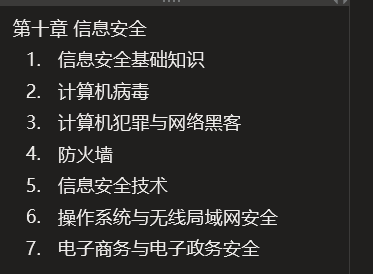 第十章 信息安全
1. 信息安全基础知识
2. 计算机病毒
3. 计算机犯罪与网络黑客
4. 防火墙
5. 信息安全技术
6. 操作系统与无线局域网安全
7. 电子商务与电子政务安全